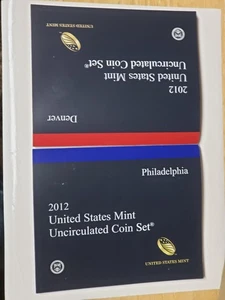 UNITED STATES MINT
2012
United States Mint
Uncirculated Coin Set®
Denver
Philadelphia
2012
United States Mint
Uncirculated Coin Set®
UNITED STATES MINT